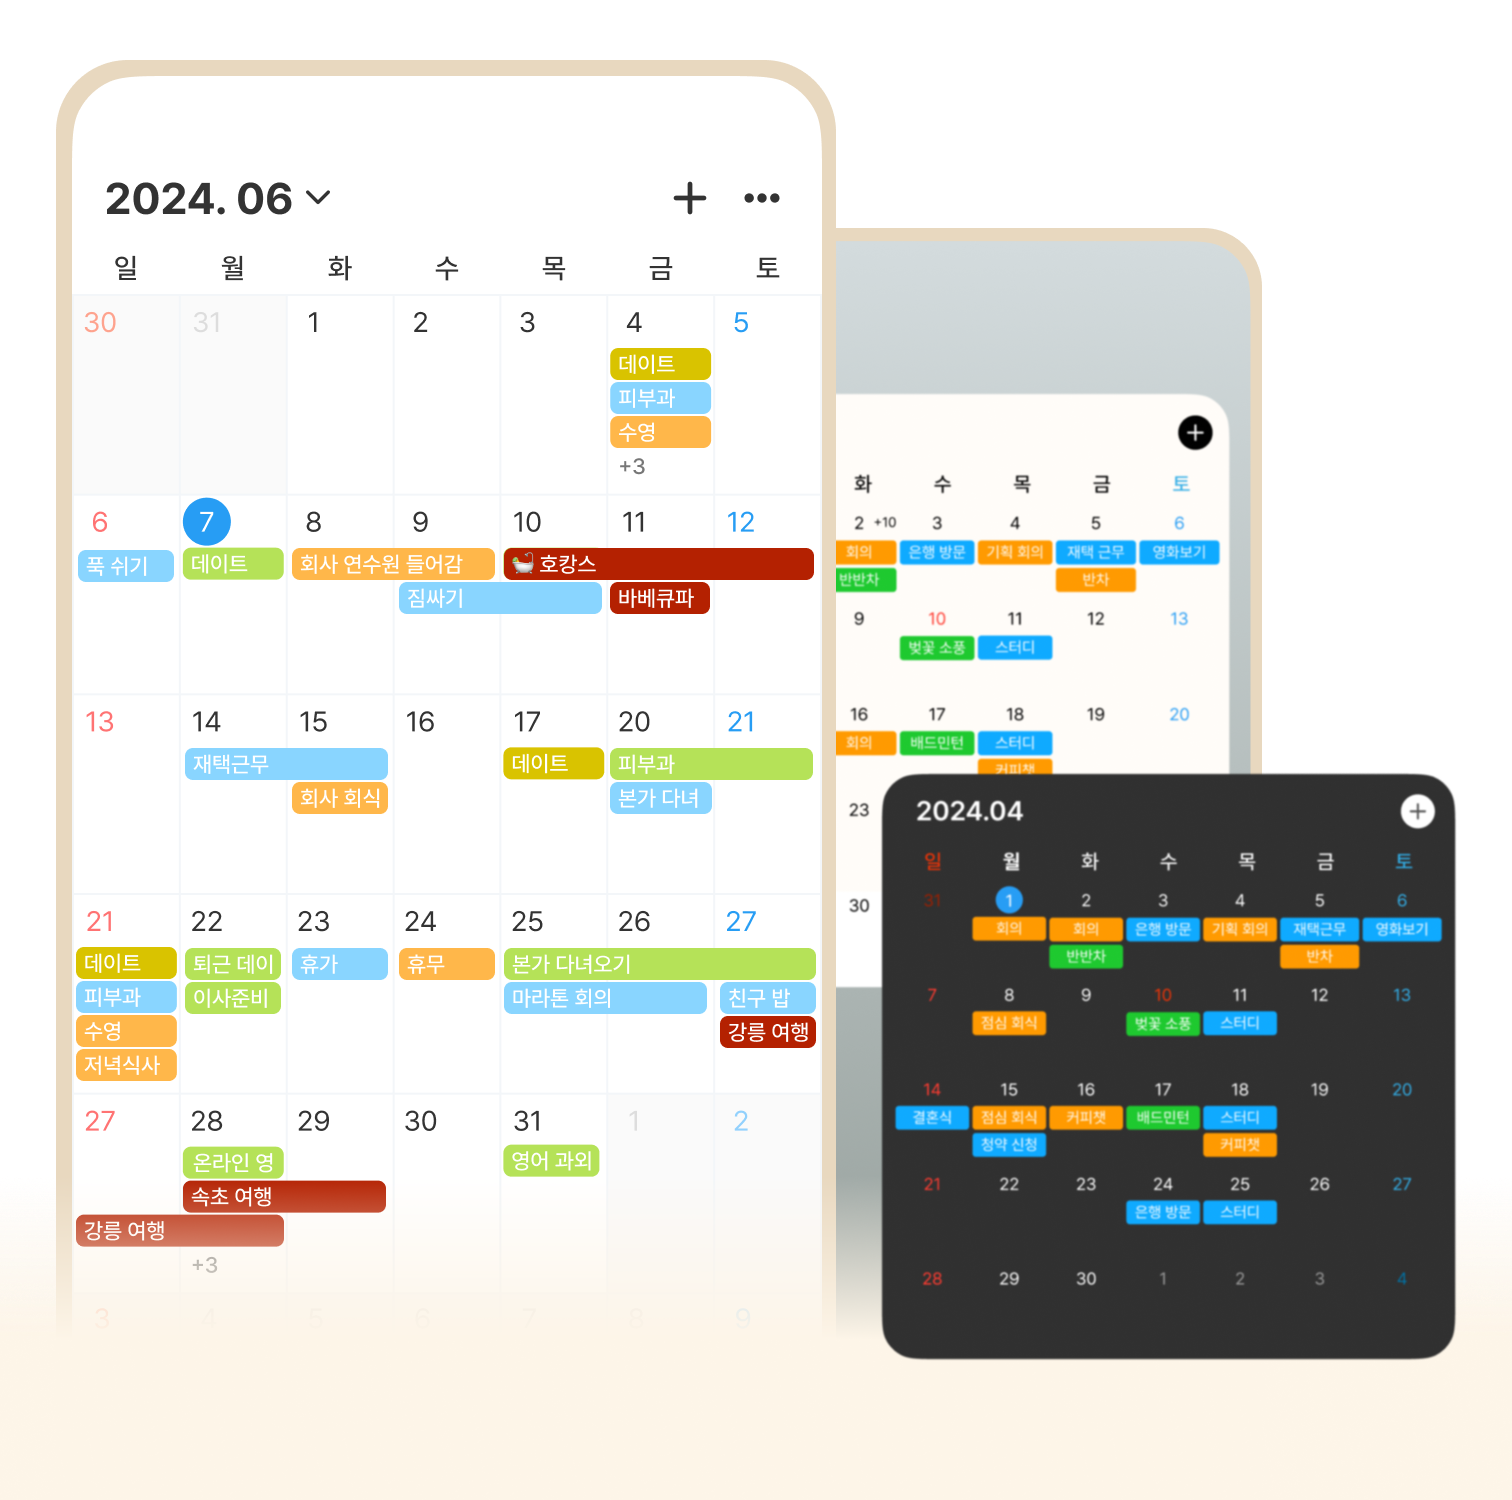 2024. 06
일 월 화 수 목 금 토
30 31 1 2 3 4 5
데이트
피부과
수영
+3
6 7 8 9 10 11 12
푹 쉬기 데이트 회사 연수원 들어감 호캉스
짐싸기 바베큐파
13 14 15 16 17 20 21
재택근무 데이트 피부과
회사 회식 본가 다녀
21 22 23 24 25 26 27
데이트 퇴근 데이 휴가 휴무 본가 다녀오기
피부과 이사준비 마라톤 회의 친구 밥
수영 강릉 여행
저녁식사
27 28 29 30 31 1 2
온라인 영 영어 과외
속초 여행
강릉 여행
+3
3 4 5 6 7 8 9
화 수 목 금 토
2 +10 3 4 5 6
회의 은행 방문 기획 회의 재택 근무 영화보기
반반차 반차
9 10 11 12 13
벚꽃 소풍 스터디
16 17 18 19 20
회의 배드민턴 스터디
커피챗
23
30
2024.04
일 월 화 수 목 금 토
31 1 2 3 4 5 6
회의 회의 은행 방문 기획 회의 재택근무 영화보기
반반차 반차
7 8 9 10 11 12 13
점심 회식 벚꽃 소풍 스터디
14 15 16 17 18 19 20
결혼식 점심 회식 커피챗 배드민턴 스터디
청약 신청 커피챗
21 22 23 24 25 26 27
은행 방문 스터디
28 29 30 1 2 3 4